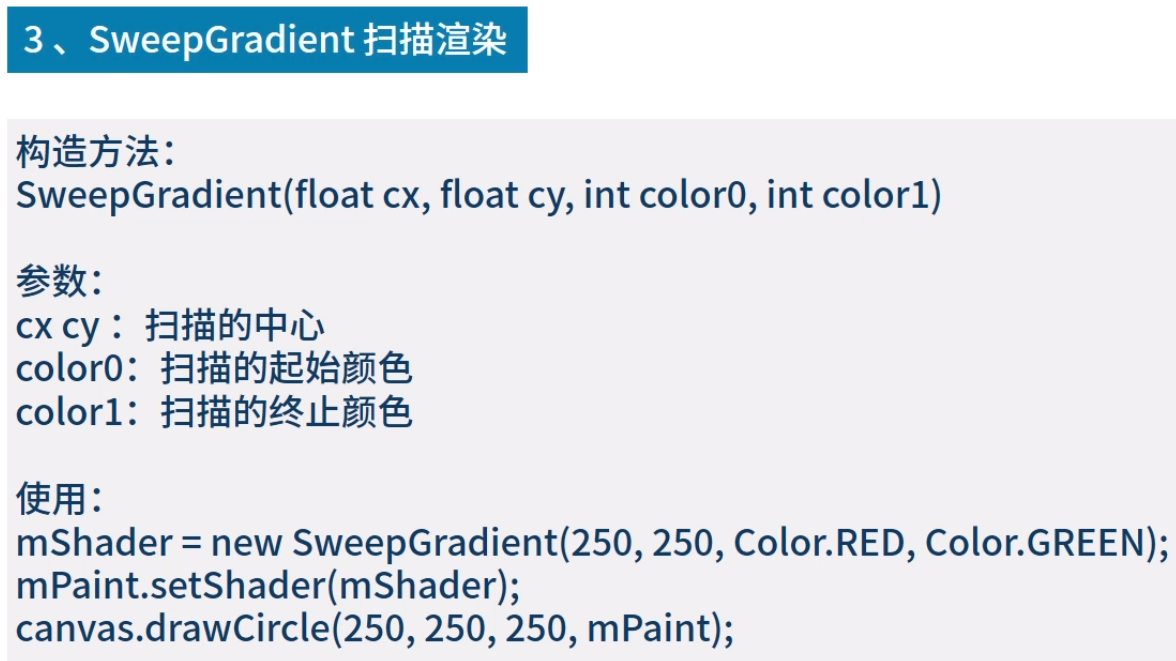 3、SweepGradient 扫描渲染
构造方法：
SweepGradient(float cx, float cy, int color0, int color1)
参数：
cx cy ：扫描的中心
color0：扫描的起始颜色
color1：扫描的终止颜色
使用：
mShader = new SweepGradient(250, 250, Color.RED, Color.GREEN);
mPaint.setShader(mShader);
canvas.drawCircle(250, 250, 250, mPaint);